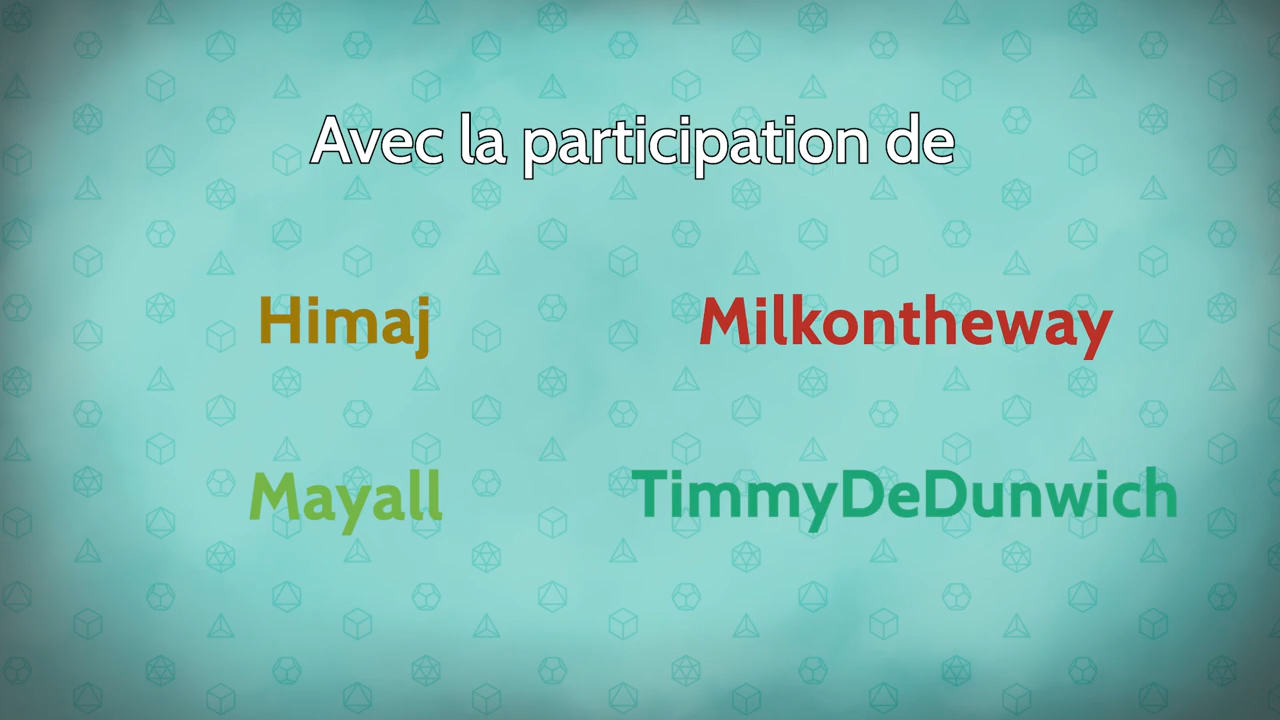 Avec la participation de
Himaj
Milkontheway
Mayall
TimmyDeDunwich